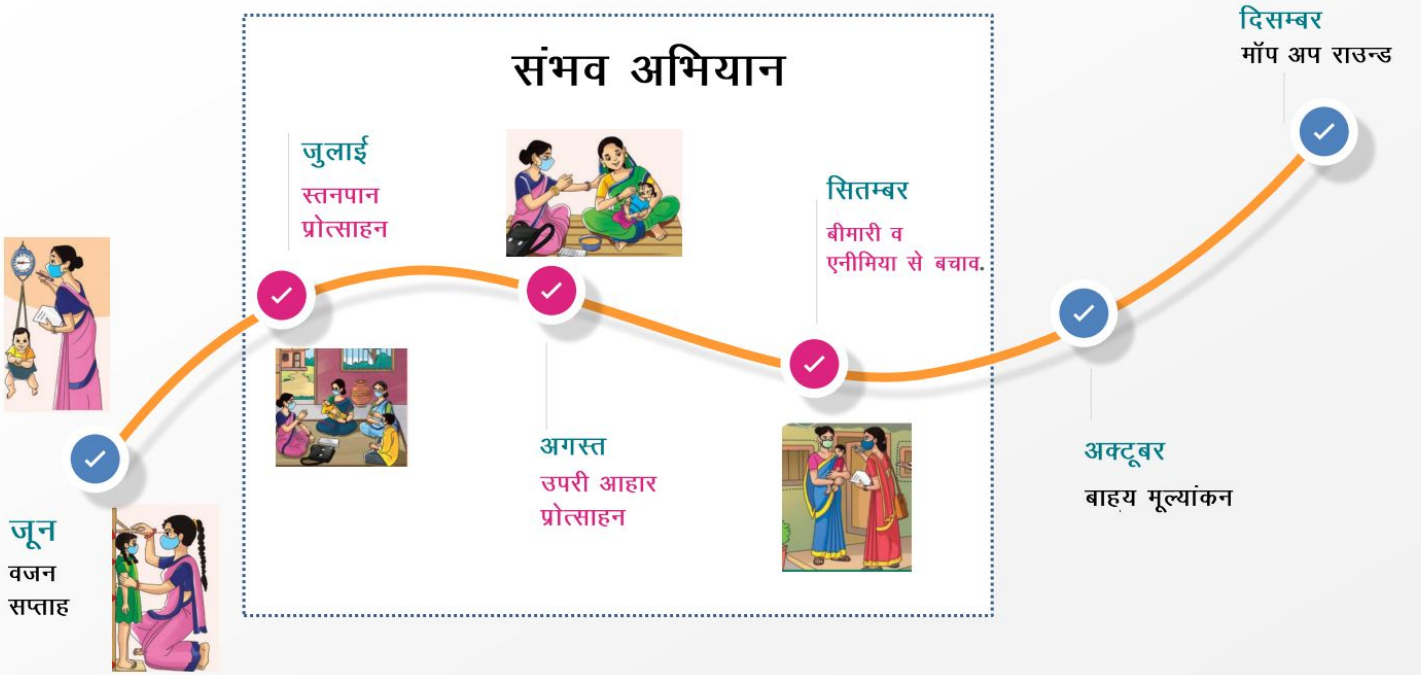 संभव अभियान
जून
वजन
सप्ताह
जुलाई
स्तनपान
प्रोत्साहन
अगस्त
उपरी आहार
प्रोत्साहन
सितम्बर
बीमारी व
एनीमिया से बचाव.
अक्टूबर
बाहय मूल्यांकन
दिसम्बर
मॉप अप राउन्ड